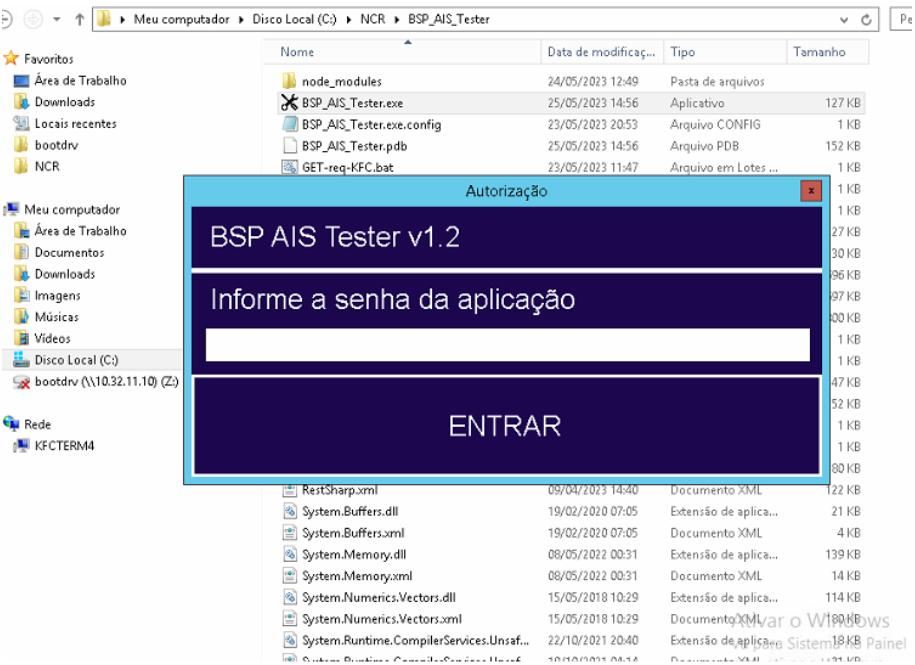 Meu computador ▸ Disco Local (C:) ▸ NCR ▸ BSP_AIS_Tester
Favoritos
Área de Trabalho
Downloads
Locais recentes
bootdrv
NCR
Meu computador
Área de Trabalho
Documentos
Downloads
Imagens
Músicas
Vídeos
Disco Local (C:)
bootdrv (\\10.32.11.10) (Z:)
Rede
KFCTERM4
Nome Data de modificaç... Tipo Tamanho
node_modules 24/05/2023 12:49 Pasta de arquivos
BSP_AIS_Tester.exe 25/05/2023 14:56 Aplicativo 127 KB
BSP_AIS_Tester.exe.config 23/05/2023 20:53 Arquivo CONFIG 1 KB
BSP_AIS_Tester.pdb 25/05/2023 14:56 Arquivo PDB 152 KB
GET-req-KFC.bat 23/05/2023 11:47 Arquivo em Lotes ... 1 KB
1 KB
1 KB
27 KB
30 KB
KB
KB
KB
1 KB
1 KB
47 KB
52 KB
1 KB
1 KB
80 KB
Autorização
BSP AIS Tester v1.2
Informe a senha da aplicação
ENTRAR
RestSharp.xml 09/04/2023 14:40 Documento XML 122 KB
System.Buffers.dll 19/02/2020 07:05 Extensão de aplica... 21 KB
System.Buffers.xml 19/02/2020 07:05 Documento XML 4 KB
System.Memory.dll 08/05/2022 00:31 Extensão de aplica... 139 KB
System.Memory.xml 08/05/2022 00:31 Documento XML 14 KB
System.Numerics.Vectors.dll 15/05/2018 10:29 Extensão de aplica... 114 KB
System.Numerics.Vectors.xml 15/05/2018 10:29 Documento XML 180 KB
System.Runtime.CompilerServices.Unsaf... 22/10/2021 20:40 Extensão de aplica... 18 KB
Ativar o Windows
Vá para Sistema no Painel